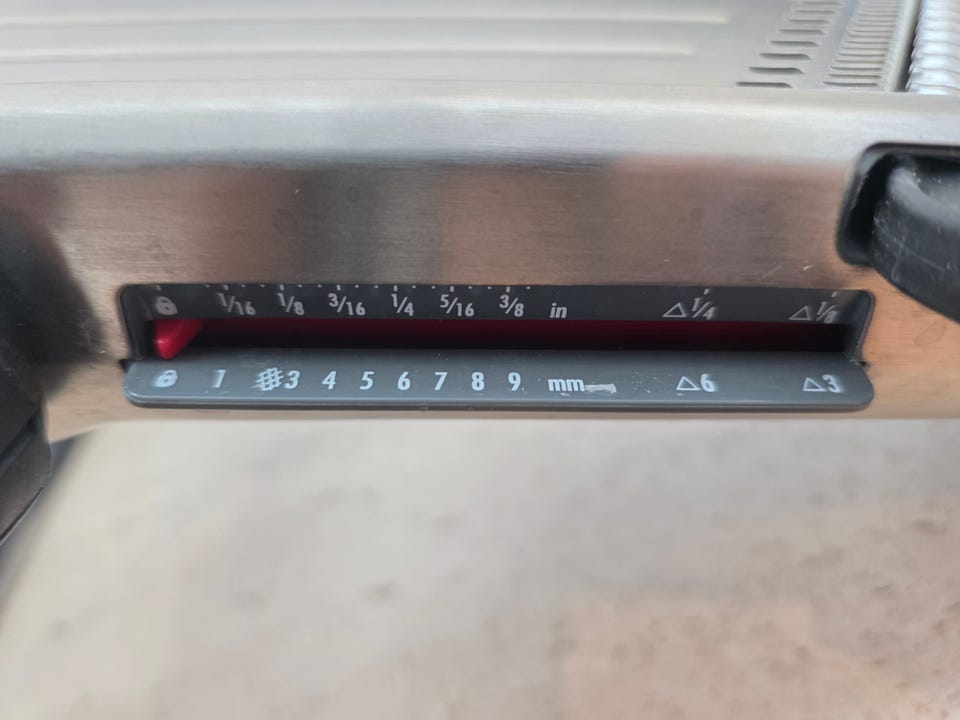 1/16 1/8 3/16 1/4 5/16 3/8 in △1/4 △1/8
1 3 4 5 6 7 8 9 mm △6 △3